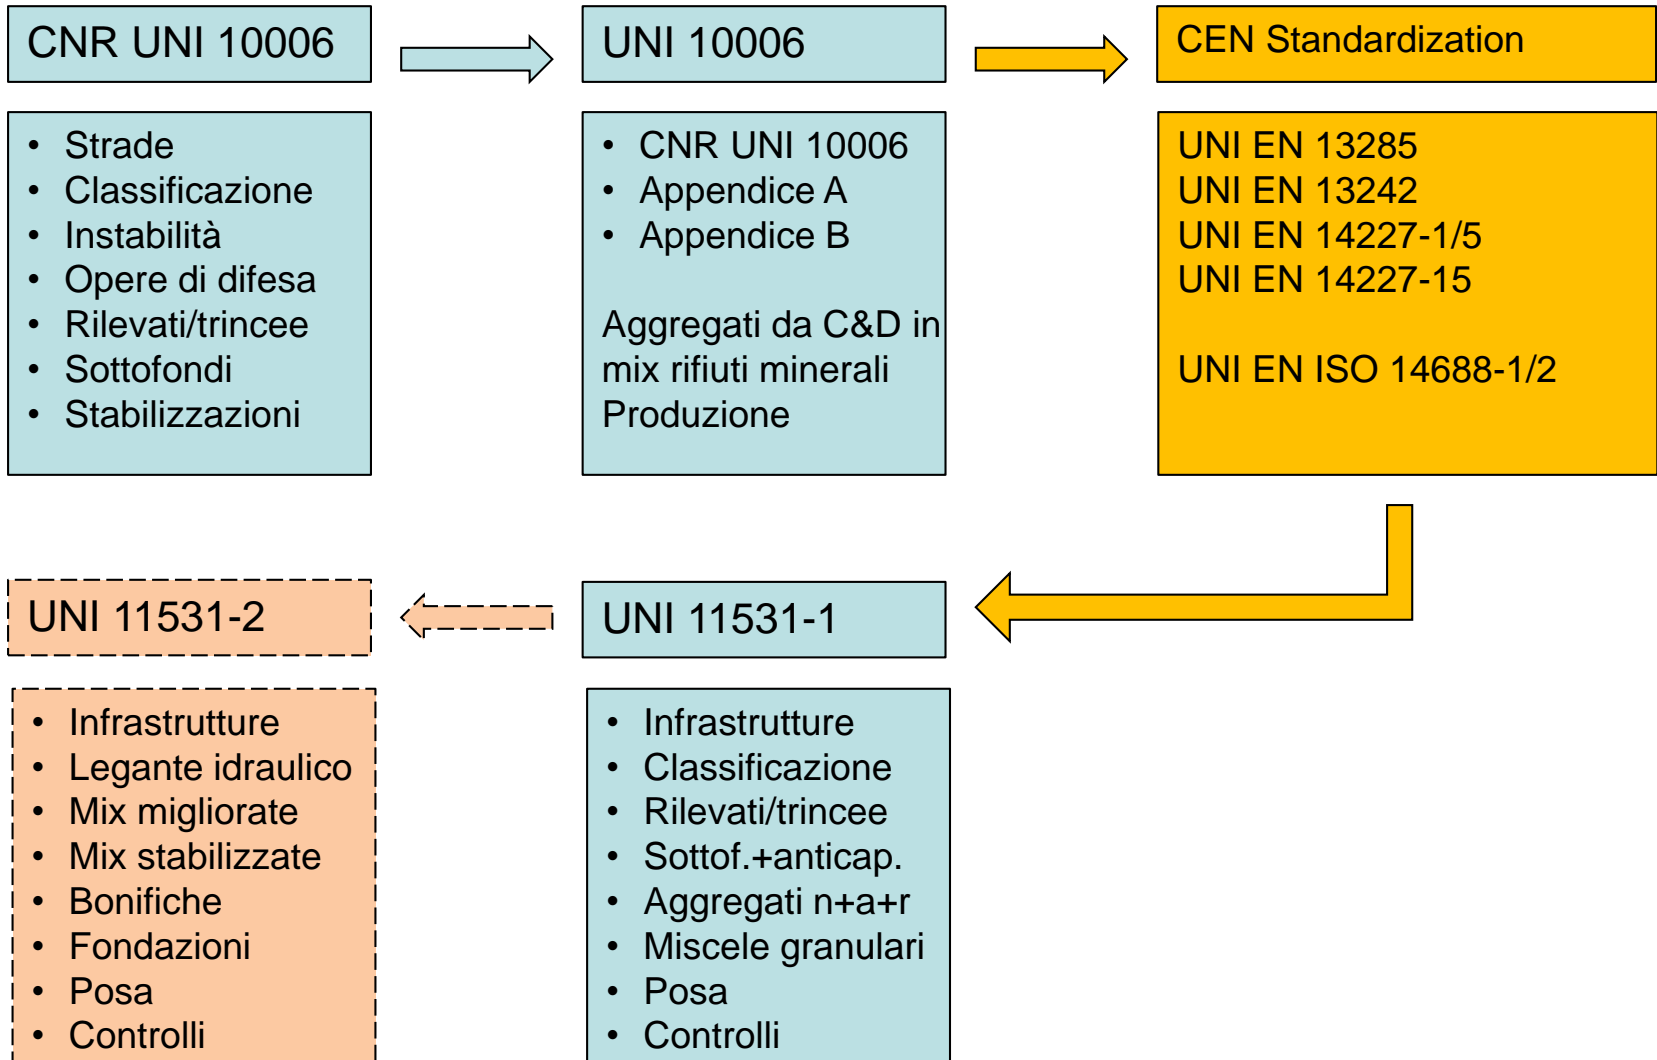 CNR UNI 10006
• Strade
• Classificazione
• Instabilità
• Opere di difesa
• Rilevati/trincee
• Sottofondi
• Stabilizzazioni
UNI 10006
• CNR UNI 10006
• Appendice A
• Appendice B
Aggregati da C&D in
mix rifiuti minerali
Produzione
CEN Standardization
UNI EN 13285
UNI EN 13242
UNI EN 14227-1/5
UNI EN 14227-15
UNI EN ISO 14688-1/2
UNI 11531-2
• Infrastrutture
• Legante idraulico
• Mix migliorate
• Mix stabilizzate
• Bonifiche
• Fondazioni
• Posa
• Controlli
UNI 11531-1
• Infrastrutture
• Classificazione
• Rilevati/trincee
• Sottof.+anticap.
• Aggregati n+a+r
• Miscele granulari
• Posa
• Controlli